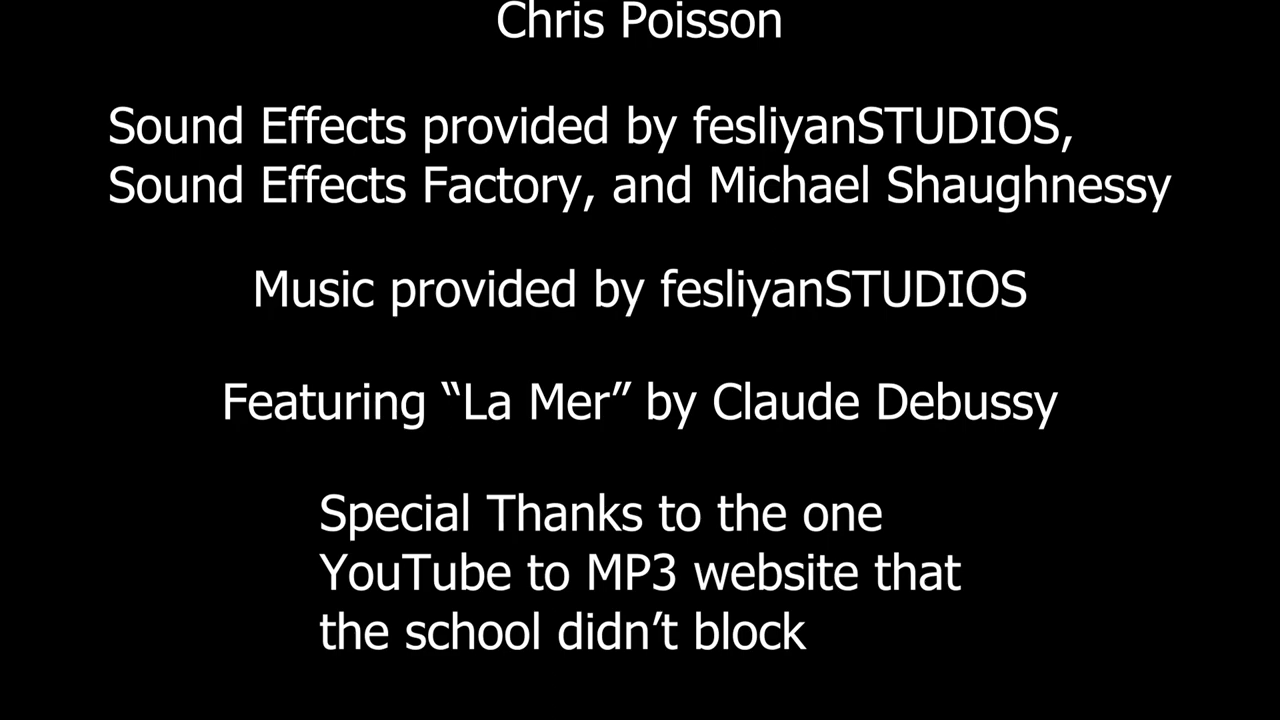 Chris Poisson
Sound Effects provided by fesliyanSTUDIOS,
Sound Effects Factory, and Michael Shaughnessy
Music provided by fesliyanSTUDIOS
Featuring “La Mer” by Claude Debussy
Special Thanks to the one
YouTube to MP3 website that
the school didn’t block